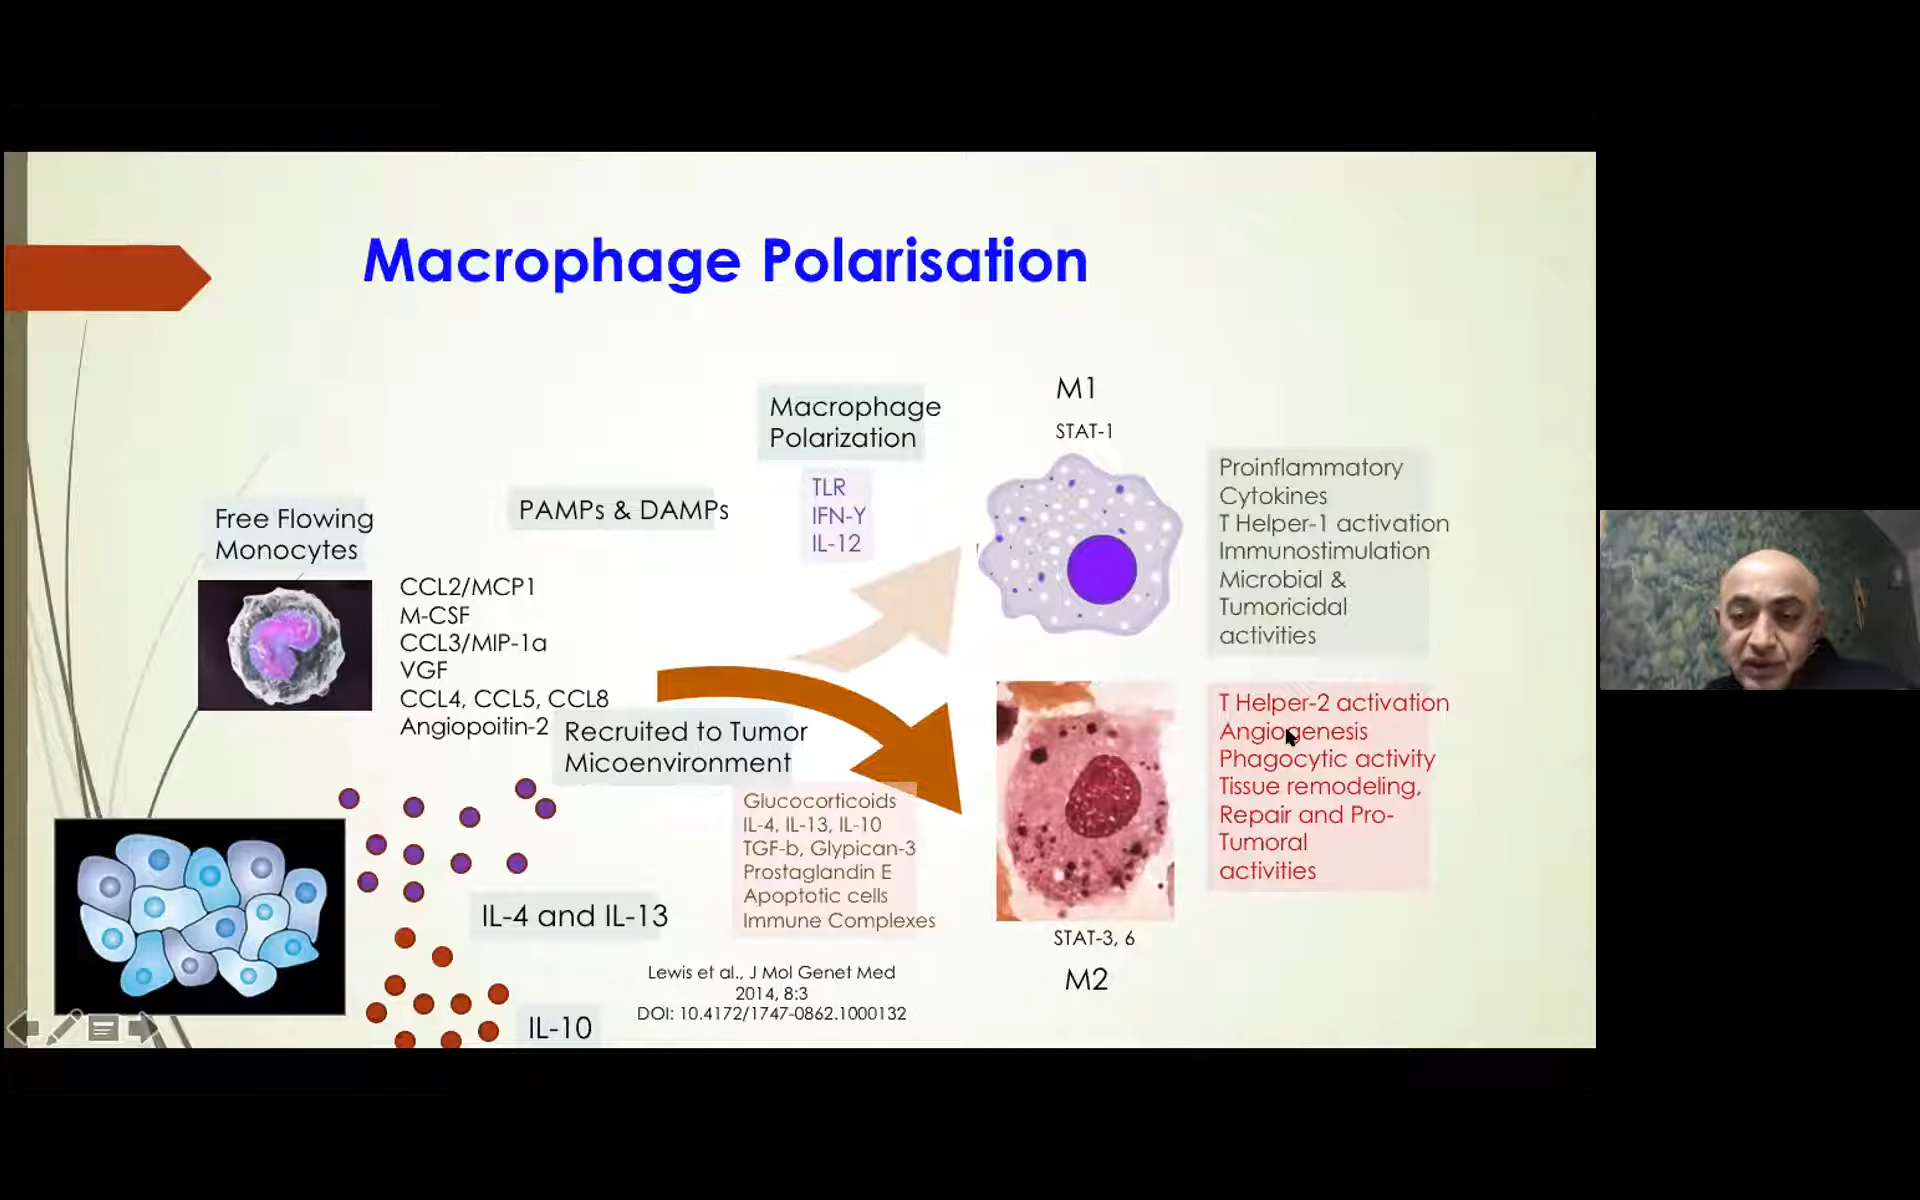 Macrophage Polarisation
M1
STAT-1
Macrophage
Polarization
TLR
IFN-Y
IL-12
Proinflammatory
Cytokines
T Helper-1 activation
Immunostimulation
Microbial &
Tumoricidal
activities
PAMPs & DAMPs
Free Flowing
Monocytes
CCL2/MCP1
M-CSF
CCL3/MIP-1a
VGF
CCL4, CCL5, CCL8
Angiopoitin-2
Recruited to Tumor
Micoenvironment
T Helper-2 activation
Angiogenesis
Phagocytic activity
Tissue remodeling,
Repair and Pro-
Tumoral
activities
Glucocorticoids
IL-4, IL-13, IL-10
TGF-b, Glypican-3
Prostaglandin E
Apoptotic cells
Immune Complexes
IL-4 and IL-13
STAT-3, 6
M2
Lewis et al., J Mol Genet Med
2014, 8:3
DOI: 10.4172/1747-0862.1000132
IL-10